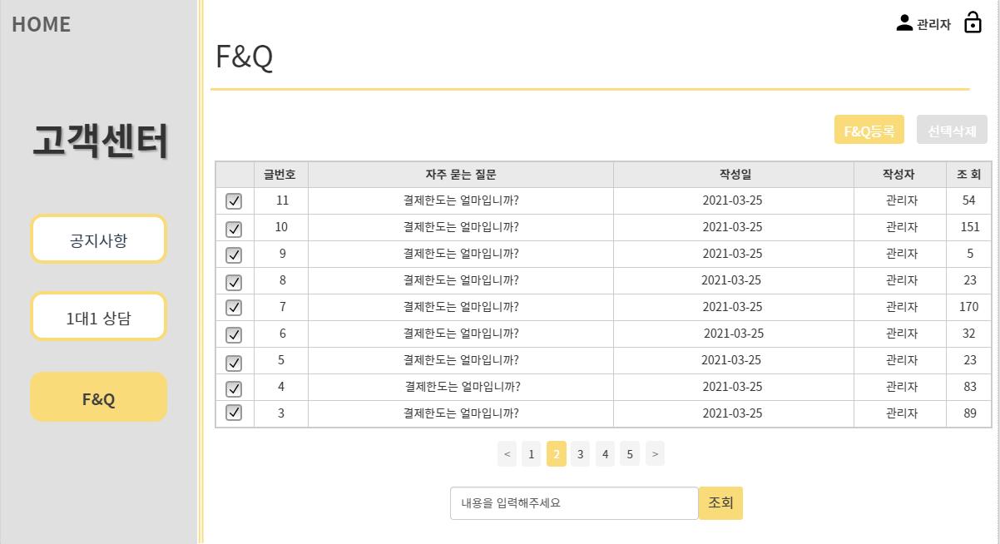 HOME
관리자
F&Q
고객센터
F&Q등록 선택삭제
글번호 자주 묻는 질문 작성일 작성자 조 회
11 결제한도는 얼마입니까? 2021-03-25 관리자 54
10 결제한도는 얼마입니까? 2021-03-25 관리자 151
9 결제한도는 얼마입니까? 2021-03-25 관리자 5
8 결제한도는 얼마입니까? 2021-03-25 관리자 23
7 결제한도는 얼마입니까? 2021-03-25 관리자 170
6 결제한도는 얼마입니까? 2021-03-25 관리자 32
5 결제한도는 얼마입니까? 2021-03-25 관리자 23
4 결제한도는 얼마입니까? 2021-03-25 관리자 83
3 결제한도는 얼마입니까? 2021-03-25 관리자 89
공지사항
1대1 상담
F&Q
< 1 2 3 4 5 >
내용을 입력해주세요 조회